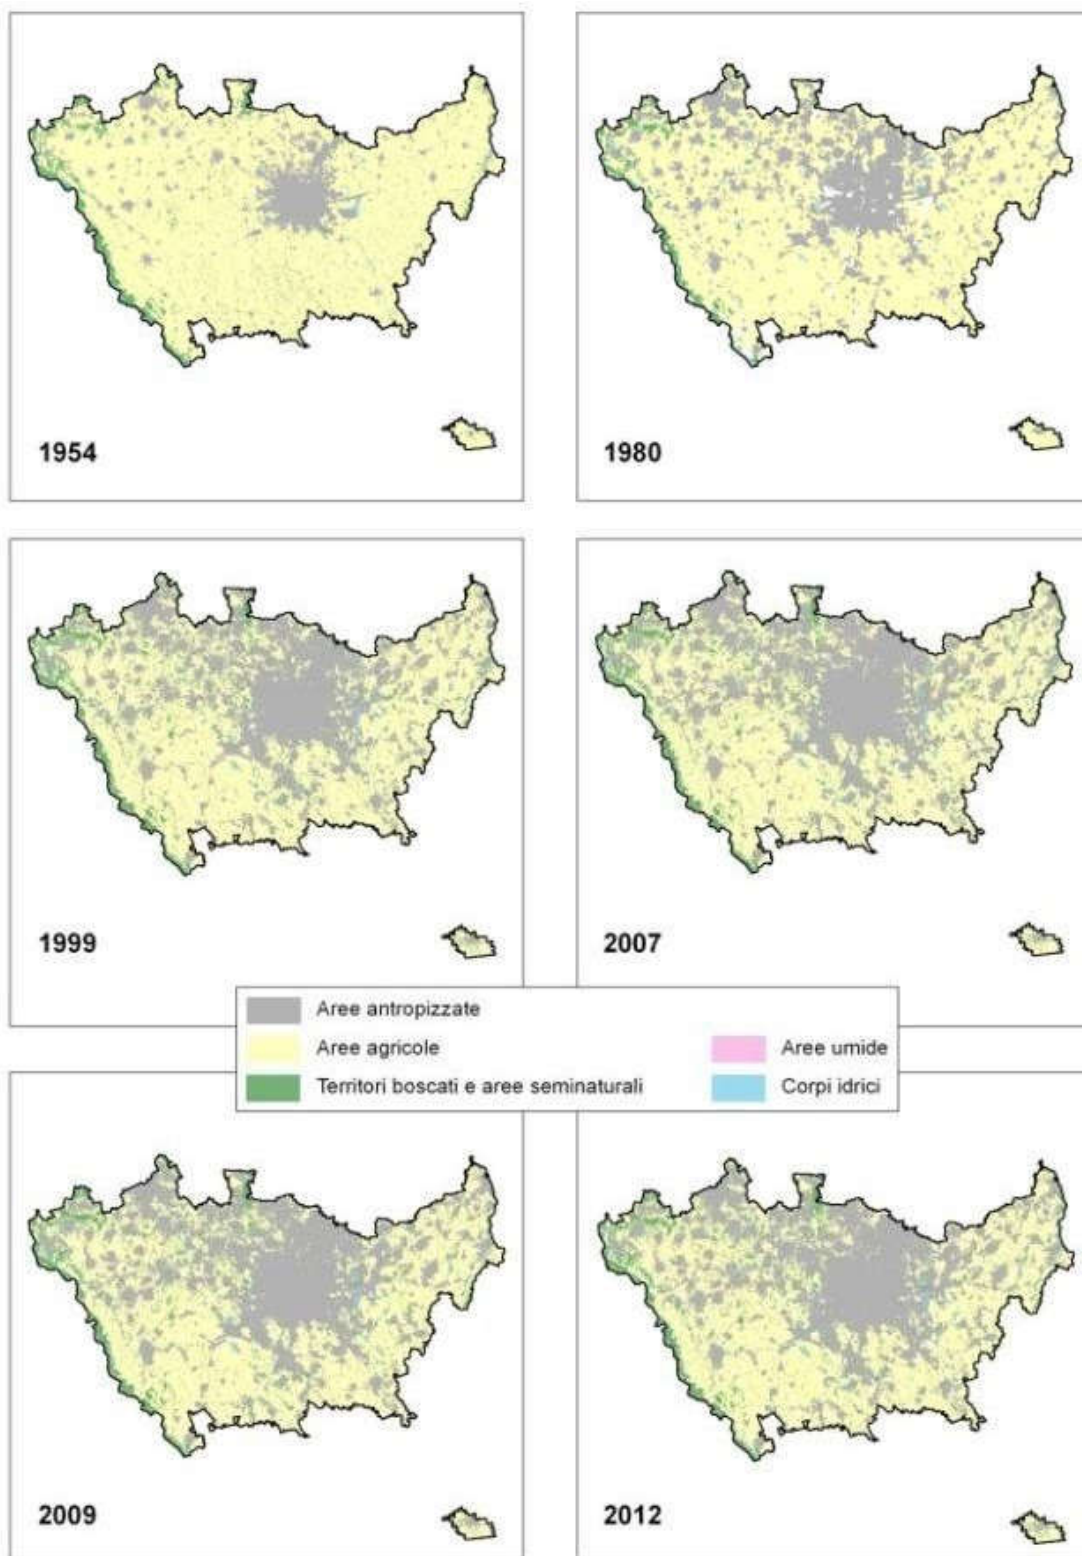 1954
1980
1999
2007
Aree antropizzate
Aree agricole
Aree umide
Territori boscati e aree seminaturali
Corpi idrici
2009
2012